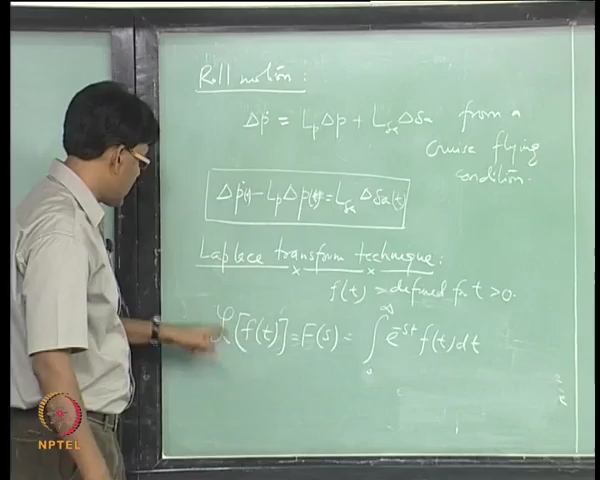 Roll motion:
Δṗ = L_p Δp + L_δa Δδa from a
cruise flying
condition.
Δṗ(t) - L_p Δp(t) = L_δa Δδa(t)
Laplace transform technique:
f(t) → defined for t > 0.
ℒ[f(t)] = F(s) = ∫₀^∞ e^{-st} f(t) dt
NPTEL